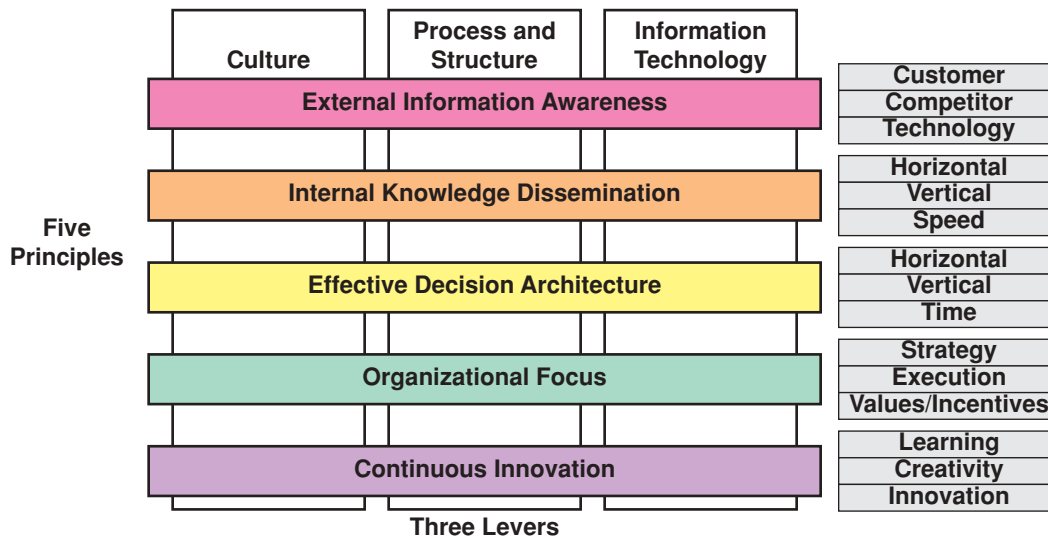 Culture
Process and
Structure
Information
Technology
External Information Awareness
Customer
Competitor
Technology
Internal Knowledge Dissemination
Horizontal
Vertical
Speed
Five
Principles
Effective Decision Architecture
Horizontal
Vertical
Time
Organizational Focus
Strategy
Execution
Values/Incentives
Continuous Innovation
Learning
Creativity
Innovation
Three Levers